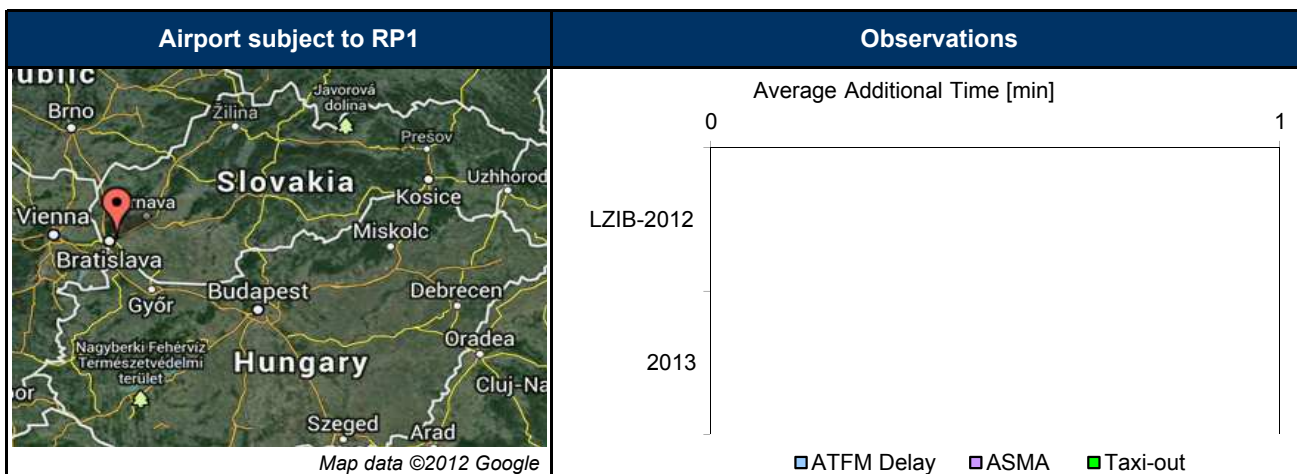 Airport subject to RP1
Observations
Javorová
dolina
Brno
Žilina
Prešov
Slovakia
Uzhhorod
Kosice
Vienna
Miskolc
Bratislava
Győr
Budapest
Debrecen
Oradea
Nagyberki Fehérvíz
Természetvédelmi
terület
Hungary
Cluj-Na
Szeged
Arad
Map data ©2012 Google
Average Additional Time [min]
0 1
LZIB-2012
2013
ATFM Delay ASMA Taxi-out